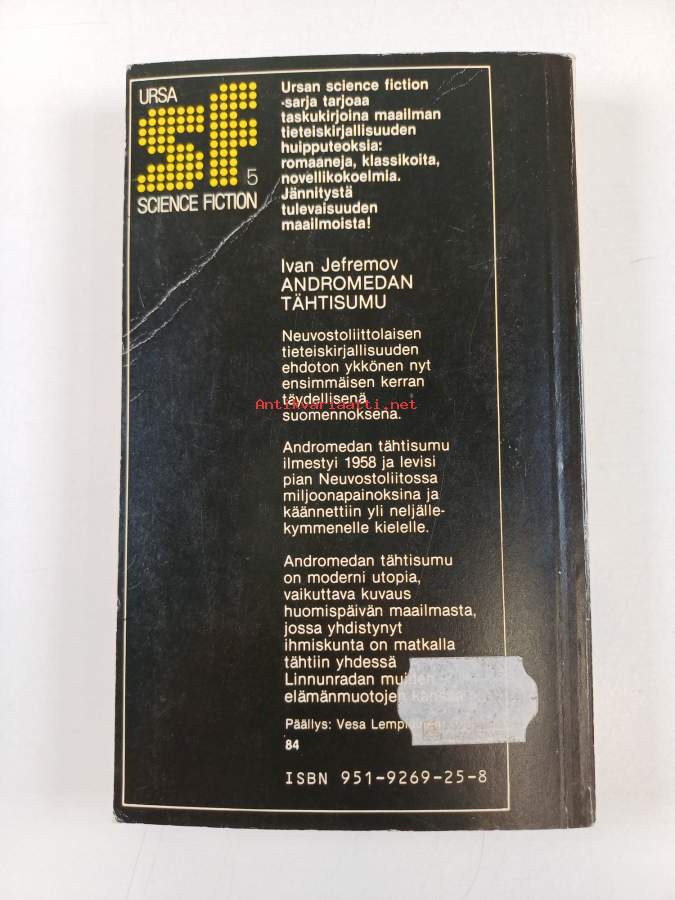 URSA
sf
5
SCIENCE FICTION
Ursan science fiction
-sarja tarjoaa
taskukirjoina maailman
tieteiskirjallisuuden
huipputeoksia:
romaaneja, klassikoita,
novellikokoelmia.
Jännitystä
tulevaisuuden
maailmoista!
Ivan Jefremov
ANDROMEDAN
TÄHTISUMU
Neuvostoliittolaisen
tieteiskirjallisuuden
ehdoton ykkönen nyt
ensimmäisen kerran
täydellisenä
Antikvariaatti.net
suomennoksena.
Andromedan tähtisumu
ilmestyi 1958 ja levisi
pian Neuvostoliitossa
miljoonapainoksina ja
käännettiin yli neljälle-
kymmenelle kielelle.
Andromedan tähtisumu
on moderni utopia,
vaikuttava kuvaus
huomispäivän maailmasta,
jossa yhdistynyt
ihmiskunta on matkalla
tähtiin yhdessä
Linnunradan muiden
elämänmuotojen kanssa
Päällys: Vesa
84
ISBN 951-9269-25-8